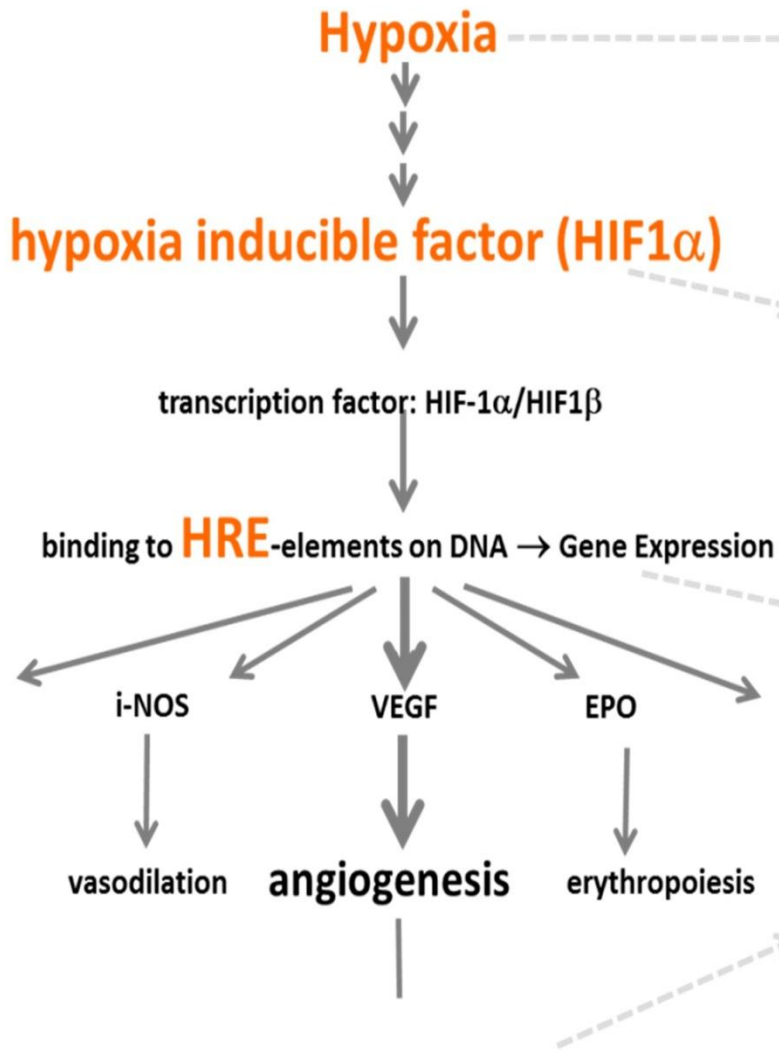 Hypoxia
hypoxia inducible factor (HIF1α)
transcription factor: HIF-1α/HIF1β
binding to HRE-elements on DNA → Gene Expression
i-NOS VEGF EPO
vasodilation angiogenesis erythropoiesis